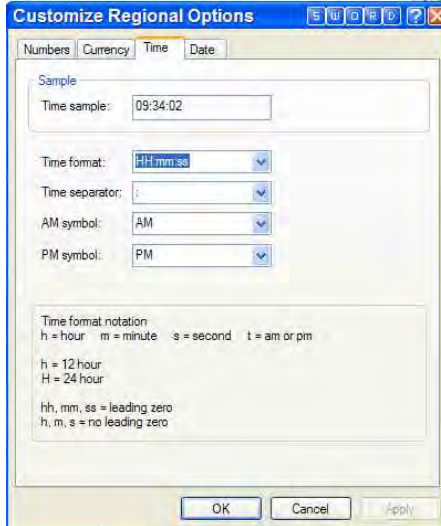 Customize Regional Options S W O R D ? X
Numbers Currency Time Date
Sample
Time sample: 09:34:02
Time format: HH:mm:ss
Time separator: :
AM symbol: AM
PM symbol: PM
Time format notation
h = hour m = minute s = second t = am or pm
h = 12 hour
H = 24 hour
hh, mm, ss = leading zero
h, m, s = no leading zero
OK Cancel Apply